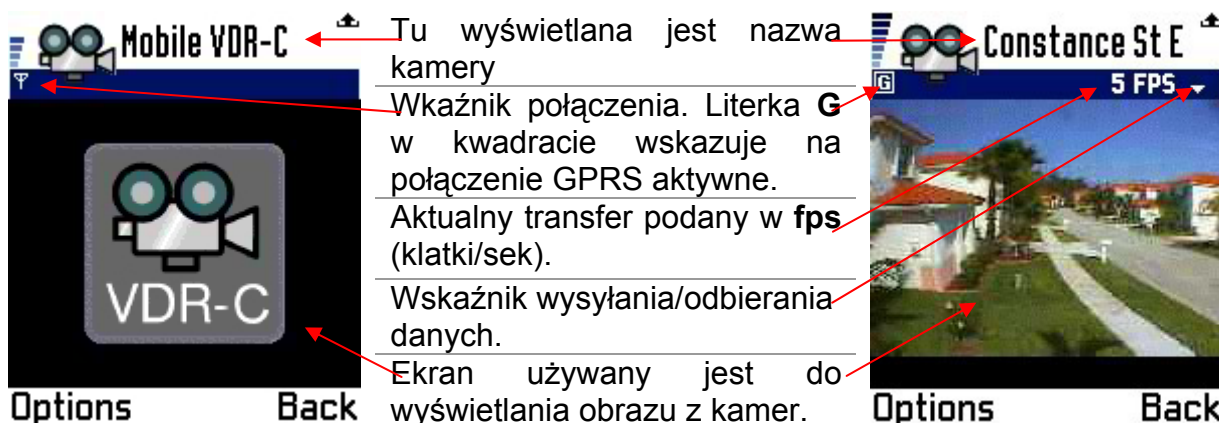 Mobile VDR-C
VDR-C
Options Back
Tu wyświetlana jest nazwa
kamery
Wkaźnik połączenia. Literka G
w kwadracie wskazuje na
połączenie GPRS aktywne.
Aktualny transfer podany w fps
(klatki/sek).
Wskaźnik wysyłania/odbierania
danych.
Ekran używany jest do
wyświetlania obrazu z kamer.
Constance St E
G 5 FPS
Options Back